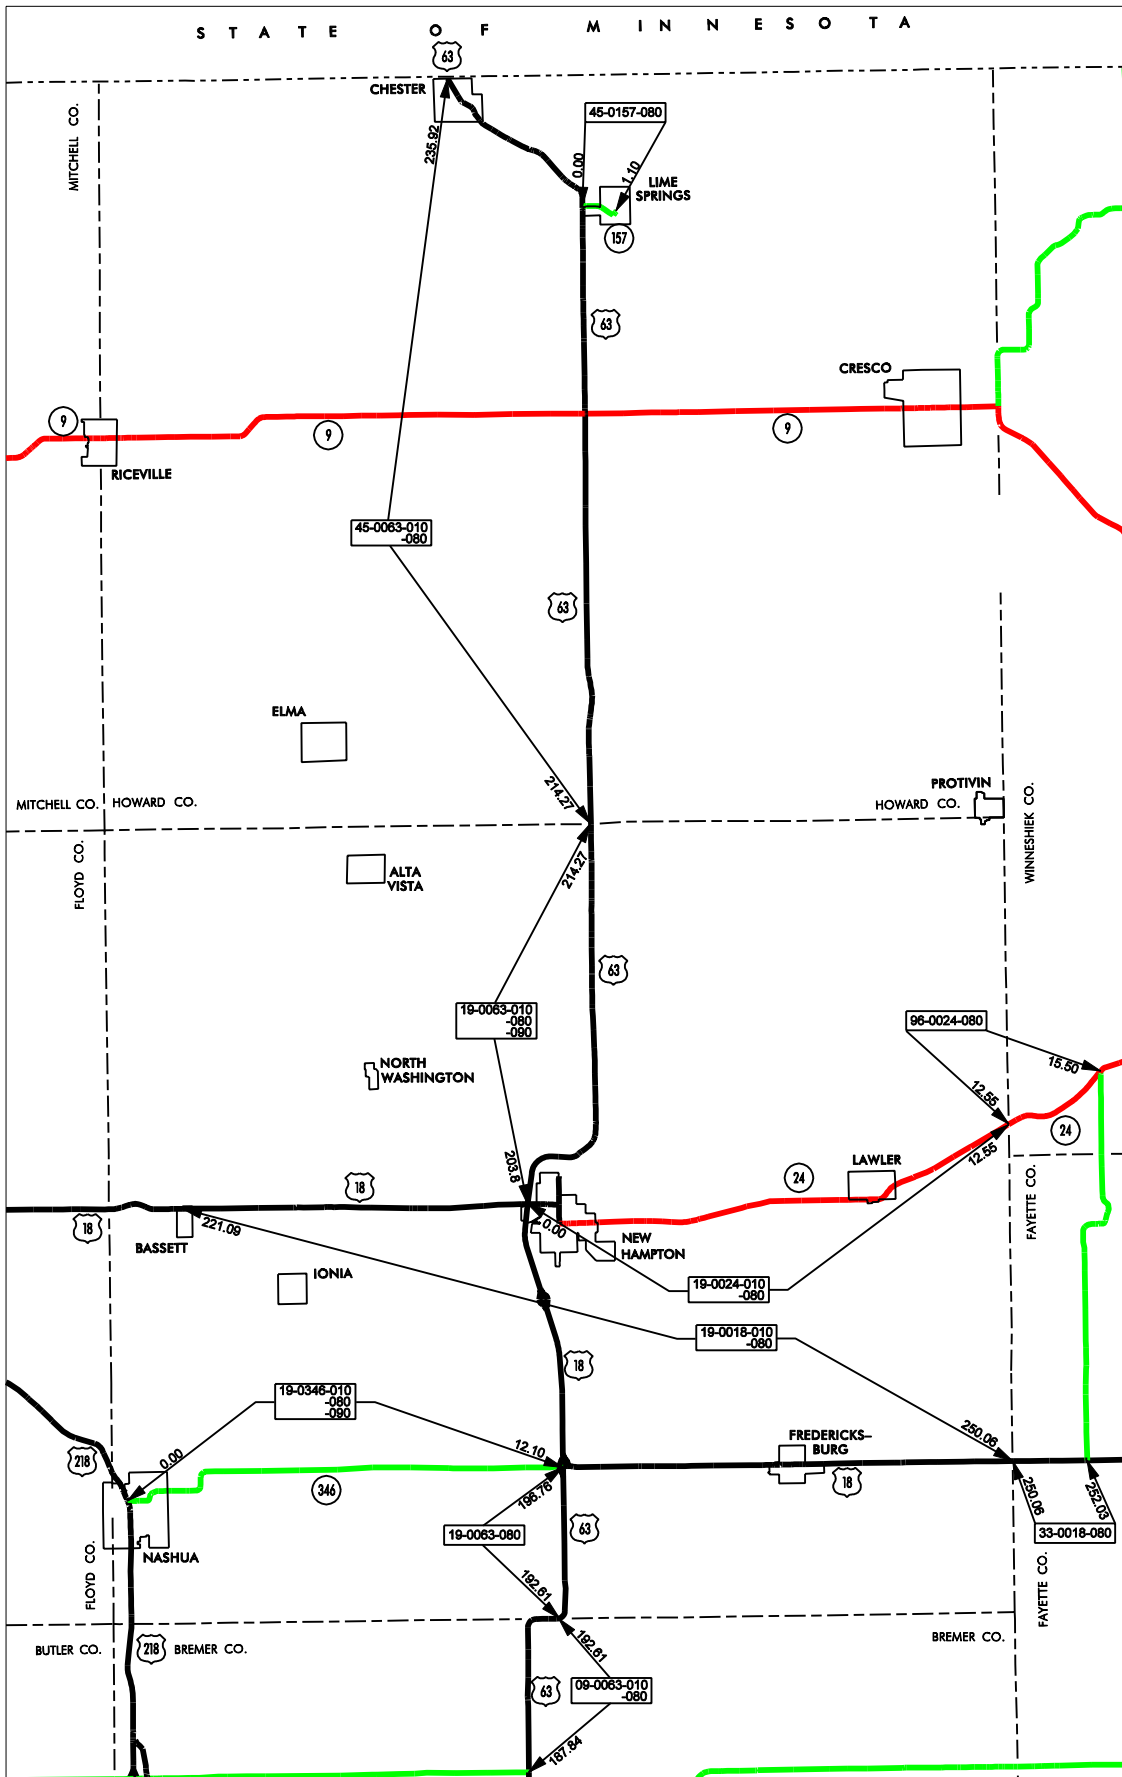 STATE OF MINNESOTA
63
CHESTER
MITCHELL CO.
235.92
45-0157-080
0.00
1.10
LIME
SPRINGS
157
63
CRESCO
9
9
9
RICEVILLE
45-0063-010
-080
63
ELMA
214.27
PROTIVIN
MITCHELL CO.
HOWARD CO.
HOWARD CO.
WINNESHIEK CO.
FLOYD CO.
214.27
ALTA
VISTA
63
19-0063-010
-080
-090
96-0024-080
15.50
NORTH
WASHINGTON
12.55
24
12.55
LAWLER
203.8
18
24
18
221.09
0.00
BASSETT
NEW
HAMPTON
FAYETTE CO.
IONIA
19-0024-010
-080
19-0018-010
-080
18
19-0346-010
-080
-090
FREDERICKS-
BURG
250.06
12.10
0.00
218
346
18
196.76
250.06
252.03
19-0063-080
63
33-0018-080
NASHUA
FLOYD CO.
192.61
FAYETTE CO.
BUTLER CO.
218
BREMER CO.
BREMER CO.
192.61
63
09-0063-010
-080
187.84